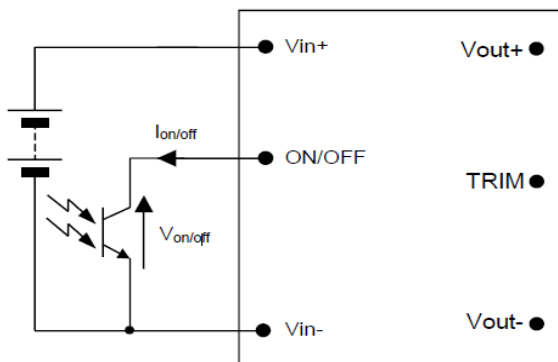 Vin+
Vout+
Ion/off
ON/OFF
TRIM
Von/off
Vin-
Vout-